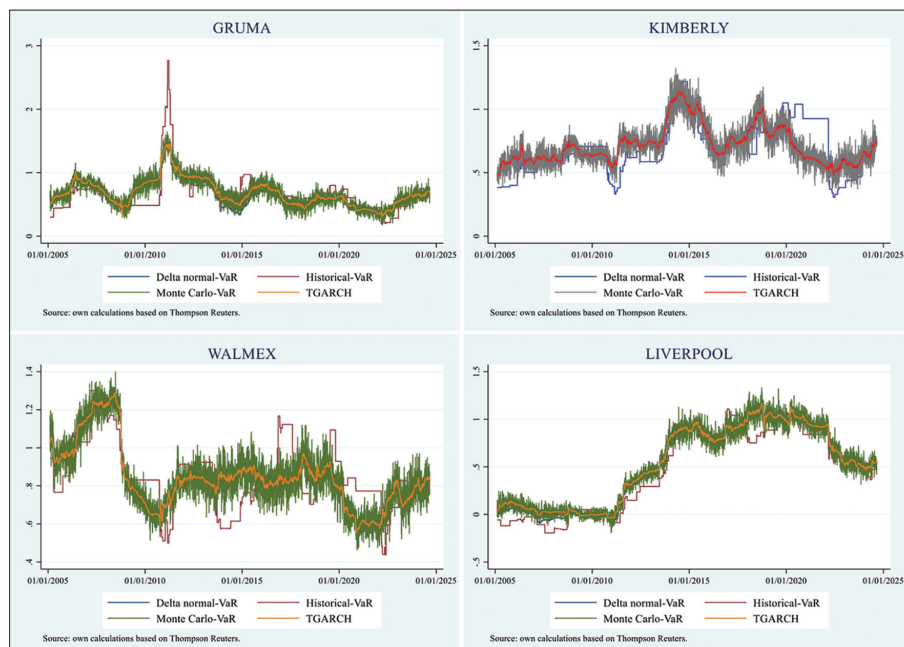 GRUMA
3
2
1
0
01/01/2005 01/01/2010 01/01/2015 01/01/2020 01/01/2025
Delta normal-VaR Historical-VaR
Monte Carlo-VaR TGARCH
Source: own calculations based on Thompson Reuters.
KIMBERLY
1.5
1
.5
0
01/01/2005 01/01/2010 01/01/2015 01/01/2020 01/01/2025
Delta normal-VaR Historical-VaR
Monte Carlo-VaR TGARCH
Source: own calculations based on Thompson Reuters.
WALMEX
1.4
1.2
1
.8
.6
.4
01/01/2005 01/01/2010 01/01/2015 01/01/2020 01/01/2025
Delta normal-VaR Historical-VaR
Monte Carlo-VaR TGARCH
Source: own calculations based on Thompson Reuters.
LIVERPOOL
1.5
1
.5
0
-.5
01/01/2005 01/01/2010 01/01/2015 01/01/2020 01/01/2025
Delta normal-VaR Historical-VaR
Monte Carlo-VaR TGARCH
Source: own calculations based on Thompson Reuters.